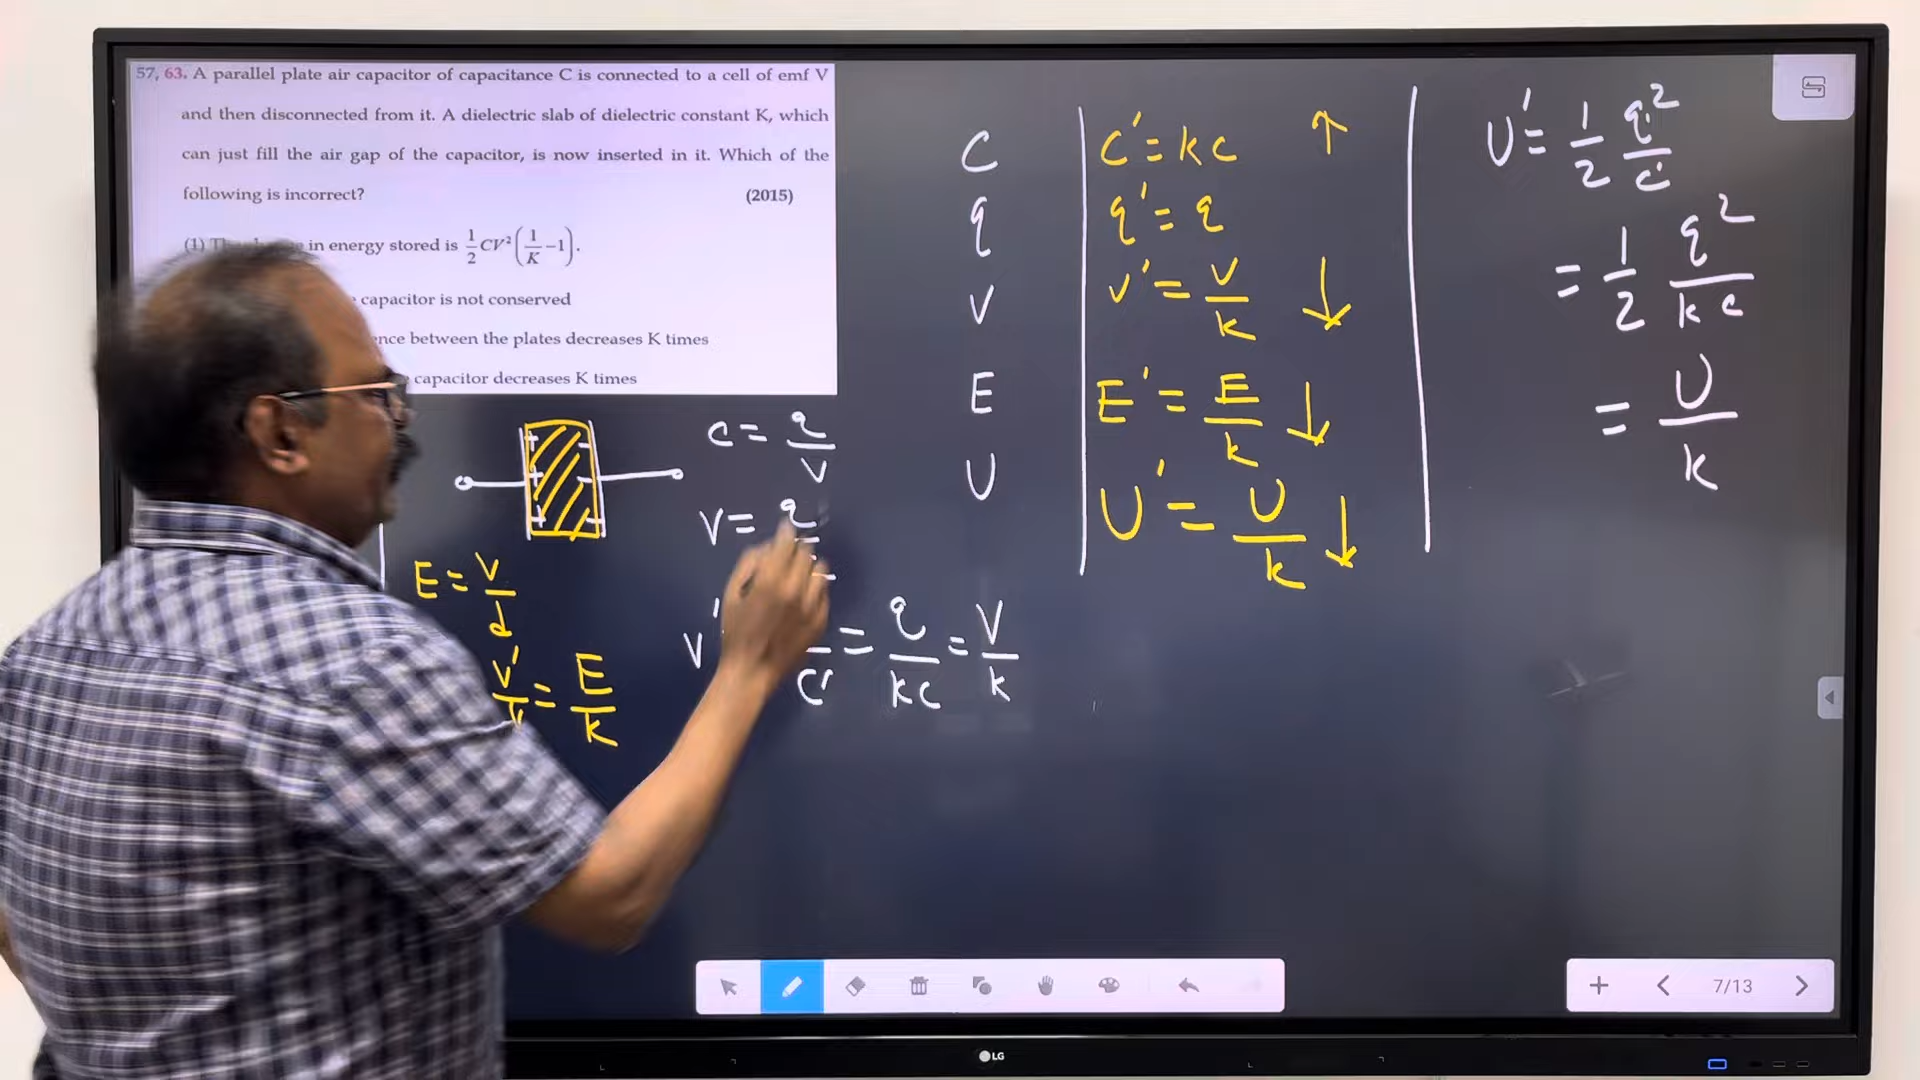 57, 63. A parallel plate air capacitor of capacitance C is connected to a cell of emf V
and then disconnected from it. A dielectric slab of dielectric constant K, which
can just fill the air gap of the capacitor, is now inserted in it. Which of the
following is incorrect? (2015)
(1) in energy stored is 1/2 CV² (1/K − 1).
capacitor is not conserved
between the plates decreases K times
capacitor decreases K times
C = q/V
V = q
V' C' = q/KC = V/K
E = V/d
V' = E/K
C
q
V
E
U
C' = KC ↑
q' = q
V' = V/K ↓
E' = E/K ↓
U' = U/K ↓
U' = 1/2 q'²/C'
= 1/2 q²/KC
= U/K
7/13
LG